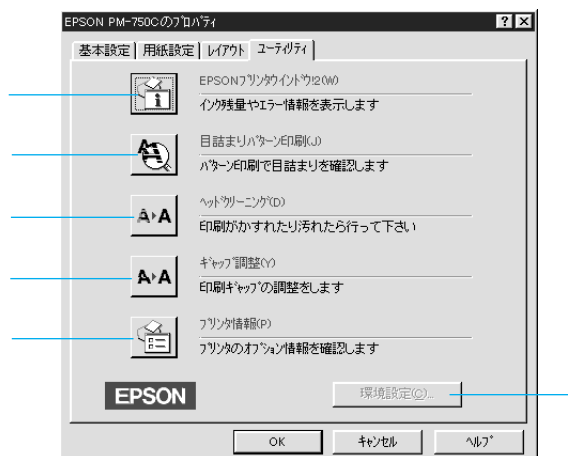 EPSON PM-750Cのﾌﾟﾛﾊﾟﾃｨ
基本設定 用紙設定 ﾚｲｱｳﾄ ﾕｰﾃｨﾘﾃｨ
EPSONﾌﾟﾘﾝﾀｳｲﾝﾄﾞｳ!2(W)
ｲﾝｸ残量やｴﾗｰ情報を表示します
目詰まりﾊﾟﾀｰﾝ印刷(J)
ﾊﾟﾀｰﾝ印刷で目詰まりを確認します
ﾍｯﾄﾞｸﾘｰﾆﾝｸﾞ(D)
印刷がかすれたり汚れたら行って下さい
ｷﾞｬｯﾌﾟ調整(Y)
印刷ｷﾞｬｯﾌﾟの調整をします
ﾌﾟﾘﾝﾀ情報(P)
ﾌﾟﾘﾝﾀのｵﾌﾟｼｮﾝ情報を確認します
EPSON
環境設定(C)...
OK ｷｬﾝｾﾙ ﾍﾙﾌﾟ